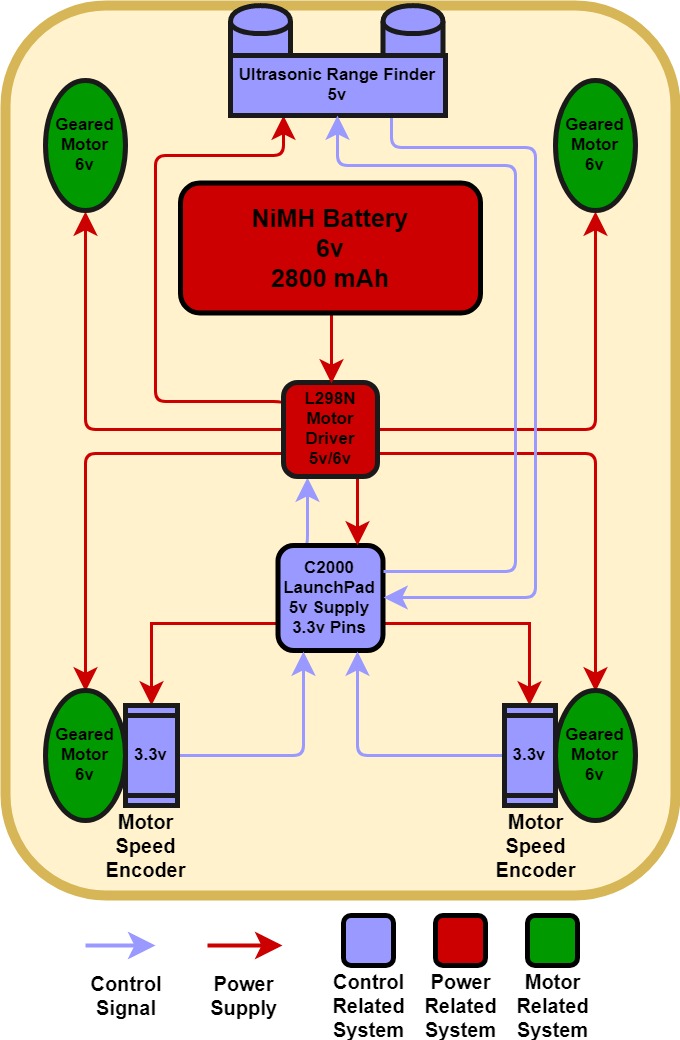 Ultrasonic Range Finder
5v
Geared
Motor
6v
Geared
Motor
6v
NiMH Battery
6v
2800 mAh
L298N
Motor
Driver
5v/6v
C2000
LaunchPad
5v Supply
3.3v Pins
Geared
Motor
6v
3.3v
3.3v
Geared
Motor
6v
Motor
Speed
Encoder
Motor
Speed
Encoder
Control
Signal
Power
Supply
Control
Related
System
Power
Related
System
Motor
Related
System